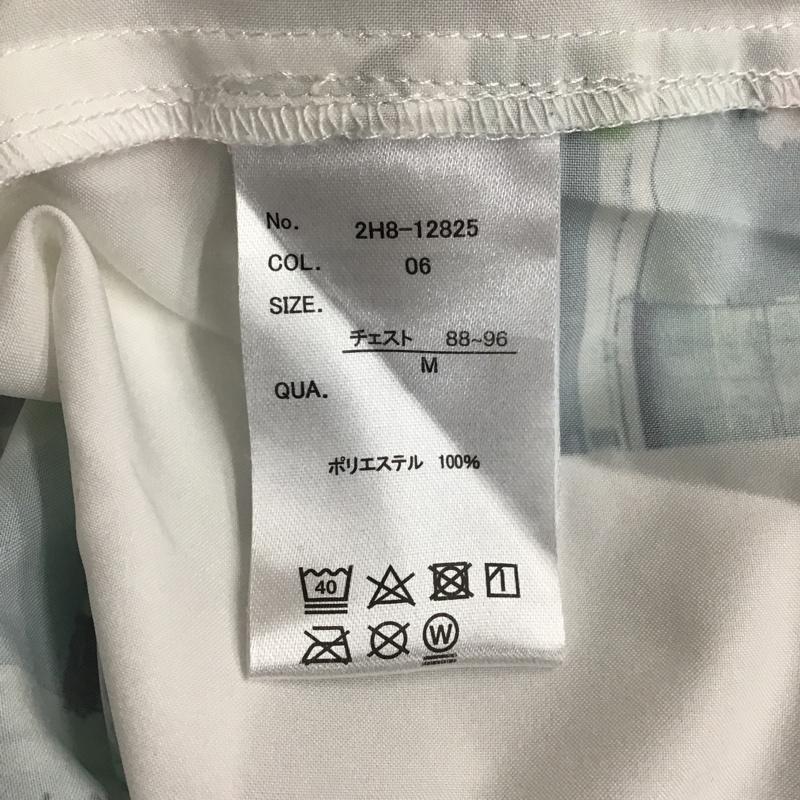 No. 2H8-12825
COL. 06
SIZE.
チェスト 88~96
M
QUA.
ポリエステル 100%
40
W